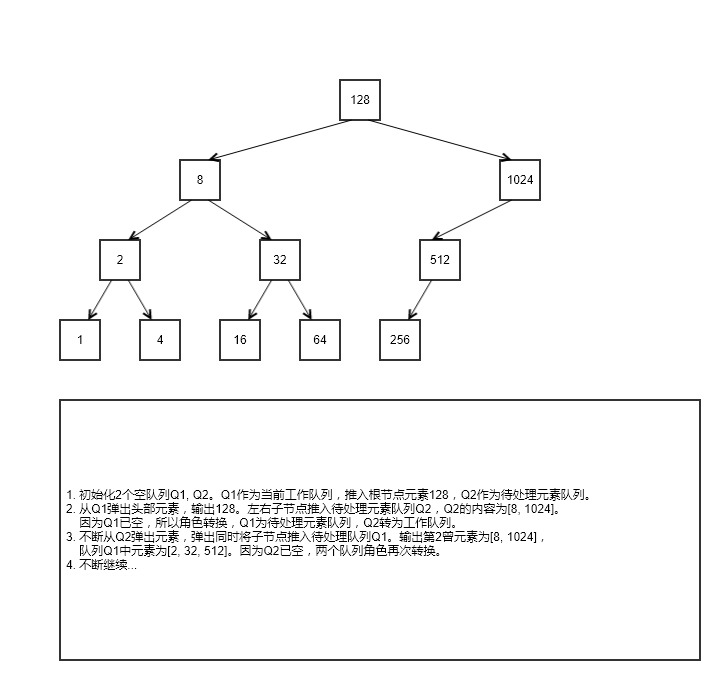 128
8
1024
2
32
512
1
4
16
64
256
1. 初始化2个空队列Q1, Q2。Q1作为当前工作队列，推入根节点元素128，Q2作为待处理元素队列。
2. 从Q1弹出头部元素，输出128。左右子节点推入待处理元素队列Q2，Q2的内容为[8, 1024]。
因为Q1已空，所以角色转换，Q1为待处理元素队列，Q2转为工作队列。
3. 不断从Q2弹出元素，弹出同时将子节点推入待处理队列Q1。输出第2曾元素为[8, 1024]，
队列Q1中元素为[2, 32, 512]。因为Q2已空，两个队列角色再次转换。
4. 不断继续...